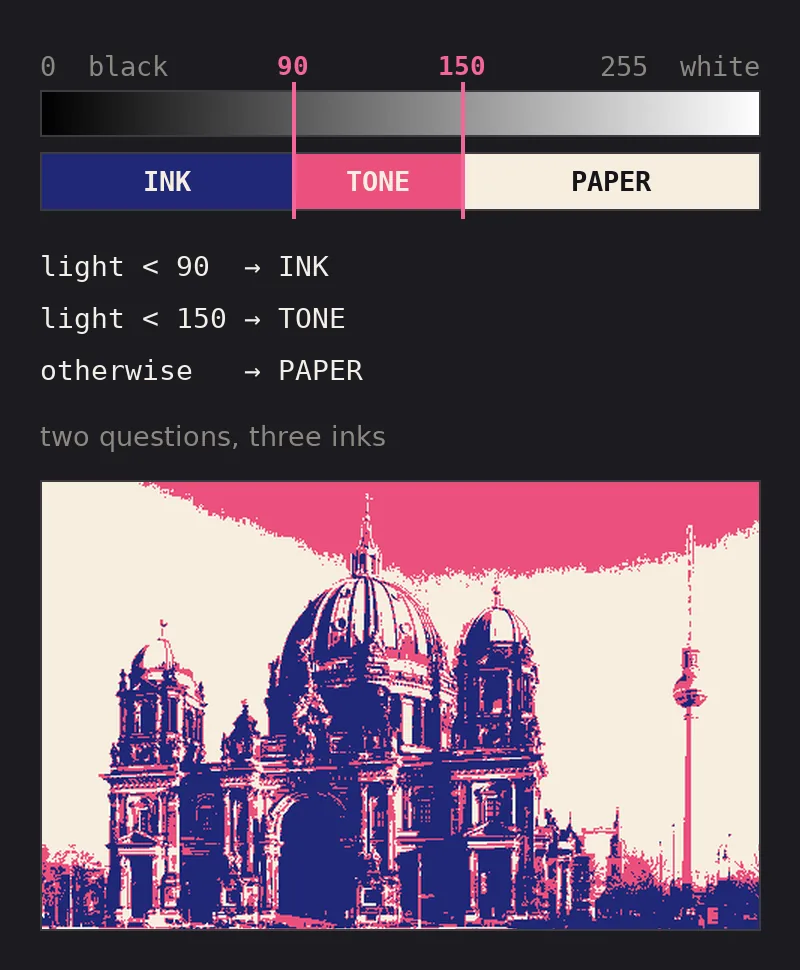 0  black  90  150  255  white
INK  TONE  PAPER
light < 90  → INK
light < 150 → TONE
otherwise   → PAPER
two questions, three inks